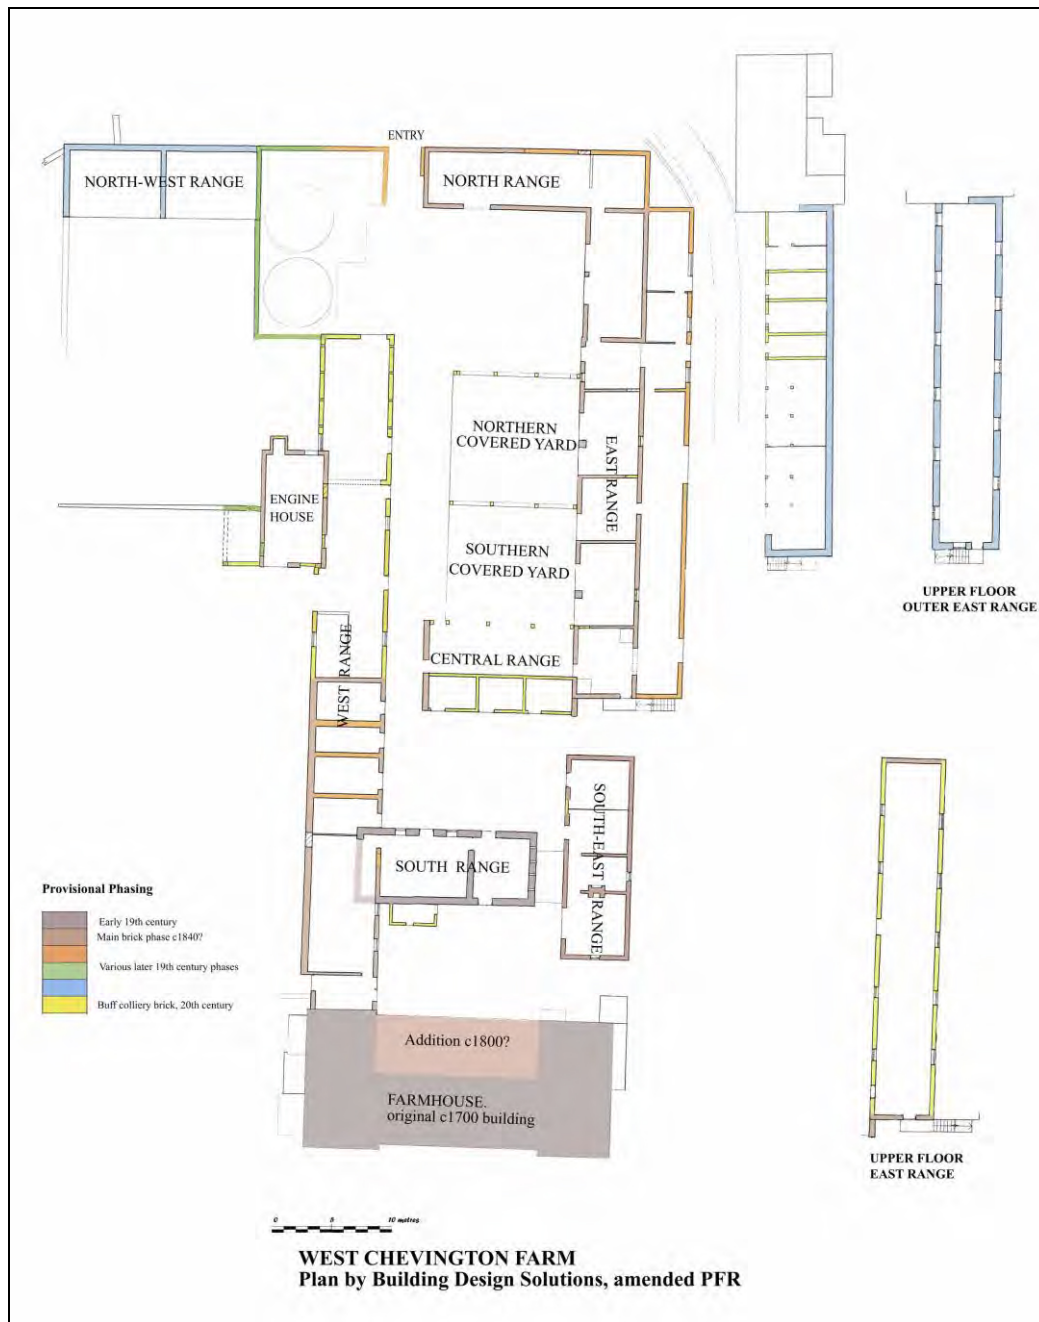 ENTRY
NORTH-WEST RANGE
NORTH RANGE
NORTHERN
COVERED YARD
EAST RANGE
ENGINE
HOUSE
SOUTHERN
COVERED YARD
UPPER FLOOR
OUTER EAST RANGE
WEST RANGE
CENTRAL RANGE
SOUTH-EAST RANGE
SOUTH RANGE
Provisional Phasing
Early 19th century
Main brick phase c1840?
Various later 19th century phases
Buff colliery brick, 20th century
Addition c1800?
FARMHOUSE.
original c1700 building
UPPER FLOOR
EAST RANGE
0 5 10 metres
WEST CHEVINGTON FARM
Plan by Building Design Solutions, amended PFR